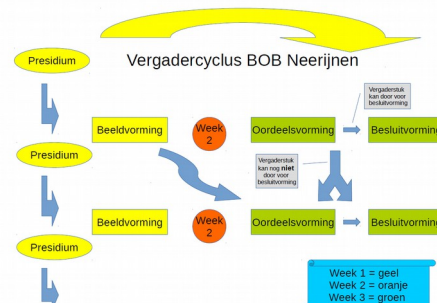 Presidium
Vergadercyclus BOB Neerijnen
Vergaderstuk
kan door voor
besluitvorming
Beeldvorming
Week
2
Oordeelsvorming
Besluitvorming
Presidium
Vergaderstuk
kan nog niet
door voor
besluitvorming
Beeldvorming
Week
2
Oordeelsvorming
Besluitvorming
Presidium
Week 1 = geel
Week 2 = oranje
Week 3 = groen